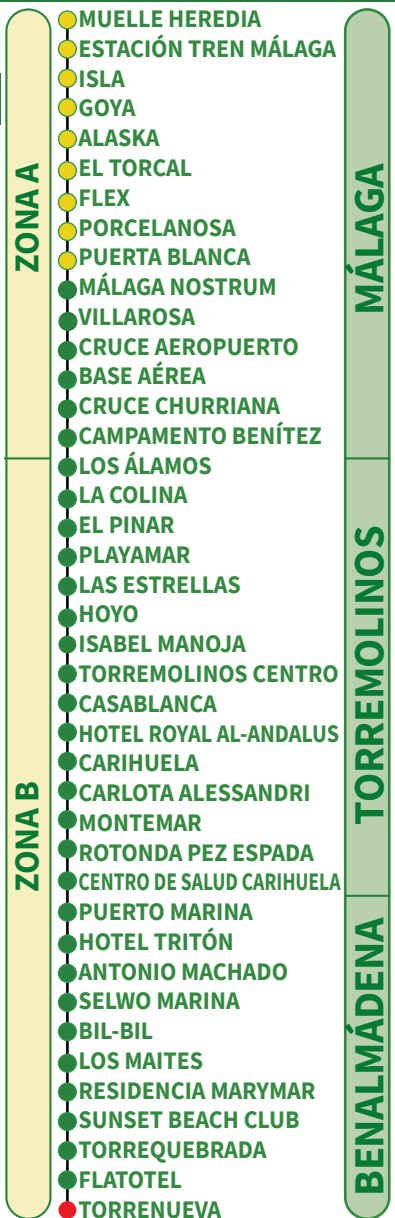 MUELLE HEREDIA
ESTACIÓN TREN MÁLAGA
ISLA
GOYA
ALASKA
EL TORCAL
FLEX
PORCELANOSA
PUERTA BLANCA
MÁLAGA NOSTRUM
VILLAROSA
CRUCE AEROPUERTO
BASE AÉREA
CRUCE CHURRIANA
CAMPAMENTO BENÍTEZ
LOS ÁLAMOS
LA COLINA
EL PINAR
PLAYAMAR
LAS ESTRELLAS
HOYO
ISABEL MANOJA
TORREMOLINOS CENTRO
CASABLANCA
HOTEL ROYAL AL-ANDALUS
CARIHUELA
CARLOTA ALESSANDRI
MONTEMAR
ROTONDA PEZ ESPADA
CENTRO DE SALUD CARIHUELA
PUERTO MARINA
HOTEL TRITÓN
ANTONIO MACHADO
SELWO MARINA
BIL-BIL
LOS MAITES
RESIDENCIA MARYMAR
SUNSET BEACH CLUB
TORREQUEBRADA
FLATOTEL
TORRENUEVA
ZONA A
ZONA B
MÁLAGA
TORREMOLINOS
BENALMÁDENA